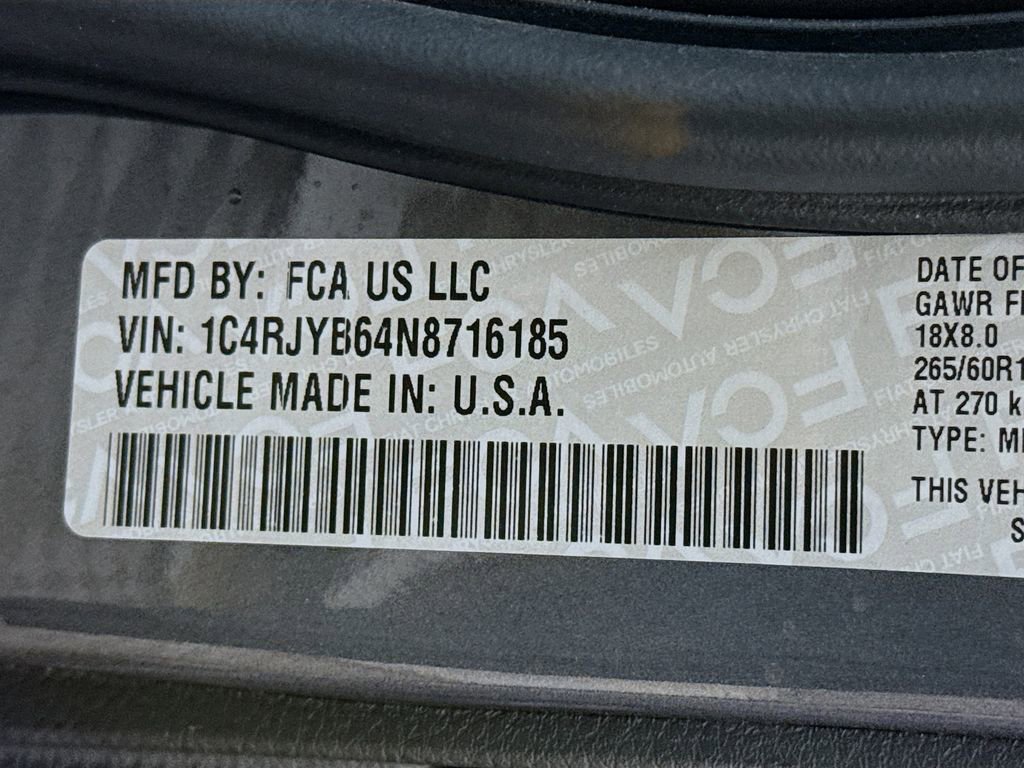 MFD BY: FCA US LLC
VIN: 1C4RJYB64N8716185
VEHICLE MADE IN: U.S.A.
DATE OF
GAWR F
18X8.0
265/60R1
AT 270 k
TYPE: M
THIS VEH
S